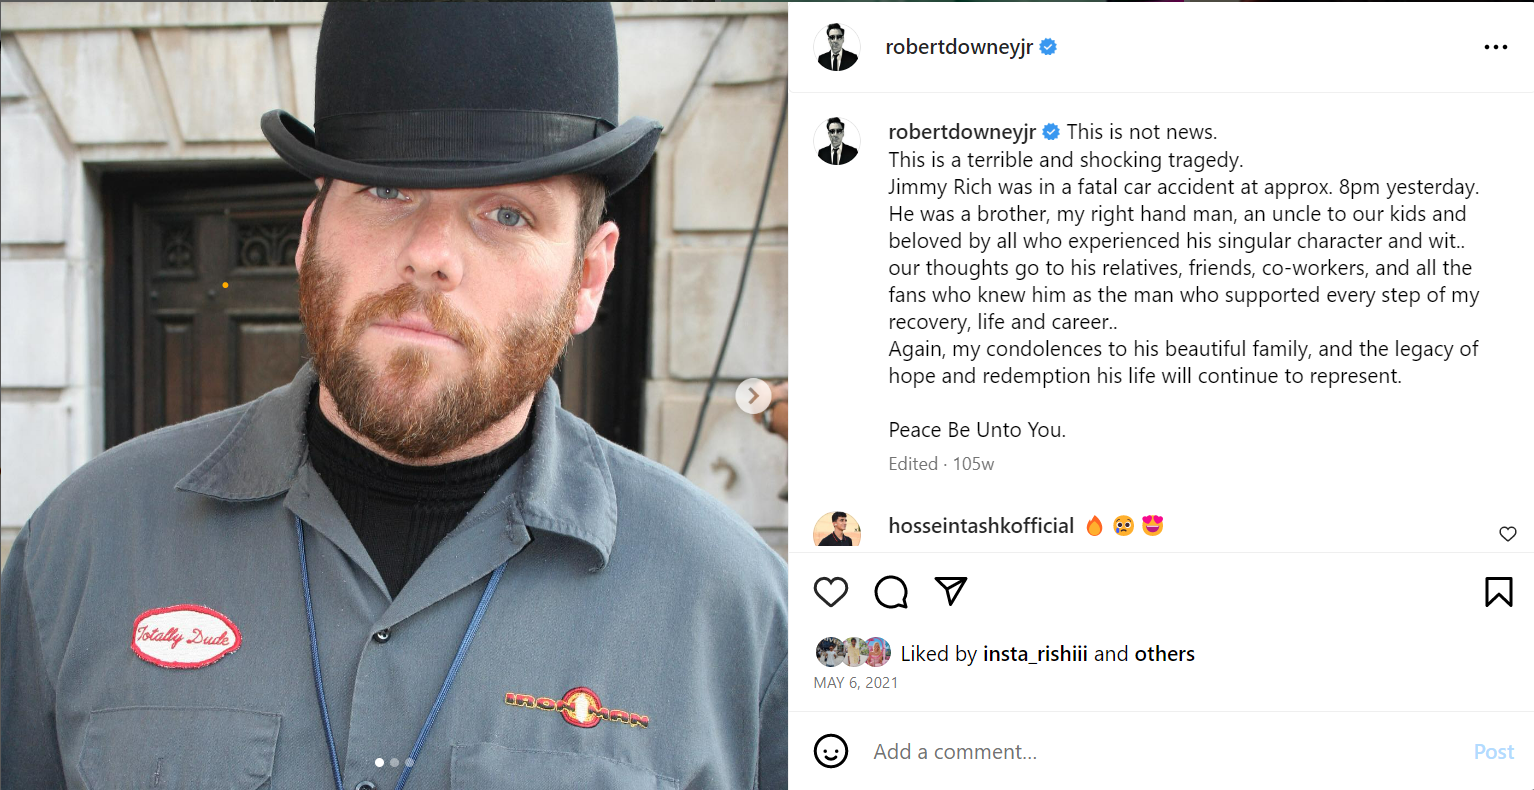 Totally Dude
IRON MAN
robertdowneyjr
robertdowneyjr This is not news.
This is a terrible and shocking tragedy.
Jimmy Rich was in a fatal car accident at approx. 8pm yesterday.
He was a brother, my right hand man, an uncle to our kids and
beloved by all who experienced his singular character and wit..
our thoughts go to his relatives, friends, co-workers, and all the
fans who knew him as the man who supported every step of my
recovery, life and career..
Again, my condolences to his beautiful family, and the legacy of
hope and redemption his life will continue to represent.
Peace Be Unto You.
Edited · 105w
hosseintashkofficial 🔥 😢 😍
Liked by insta_rishiii and others
MAY 6, 2021
Add a comment...
Post